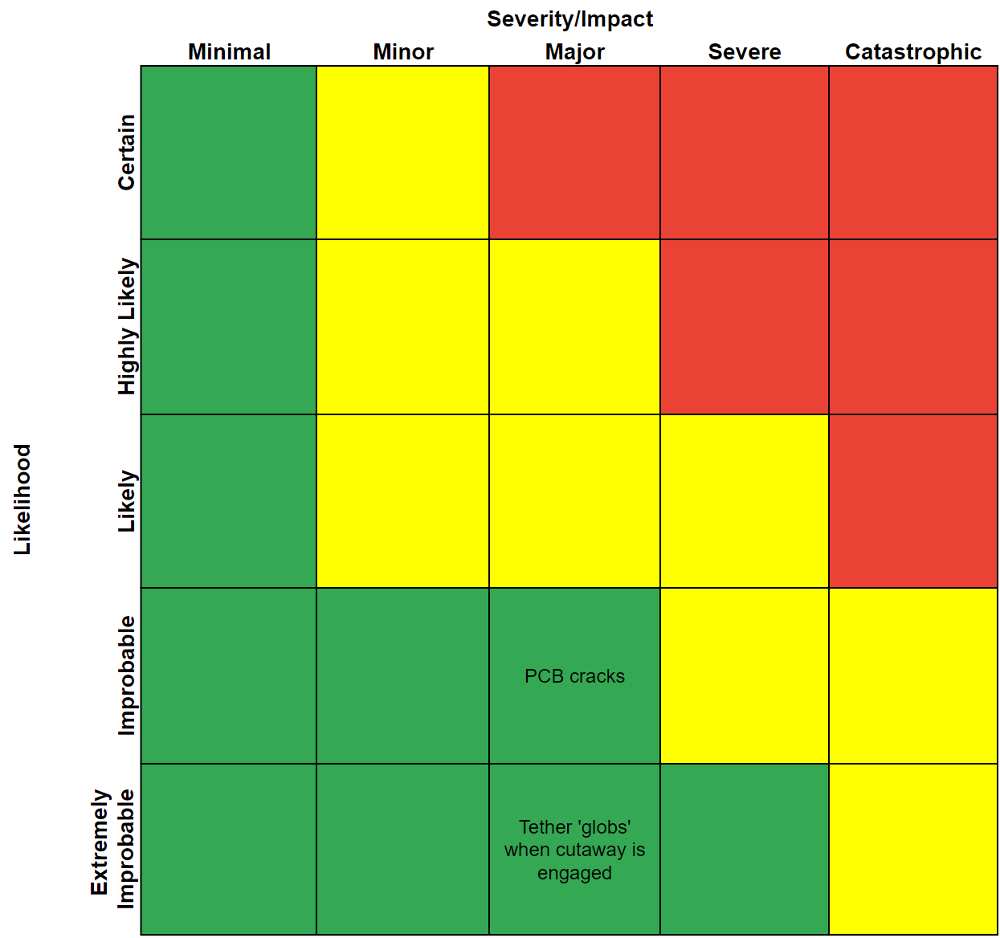 Severity/Impact
Minimal Minor Major Severe Catastrophic
Likelihood
Certain
Highly Likely
Likely
Improbable
PCB cracks
Extremely
Improbable
Tether 'globs'
when cutaway is
engaged